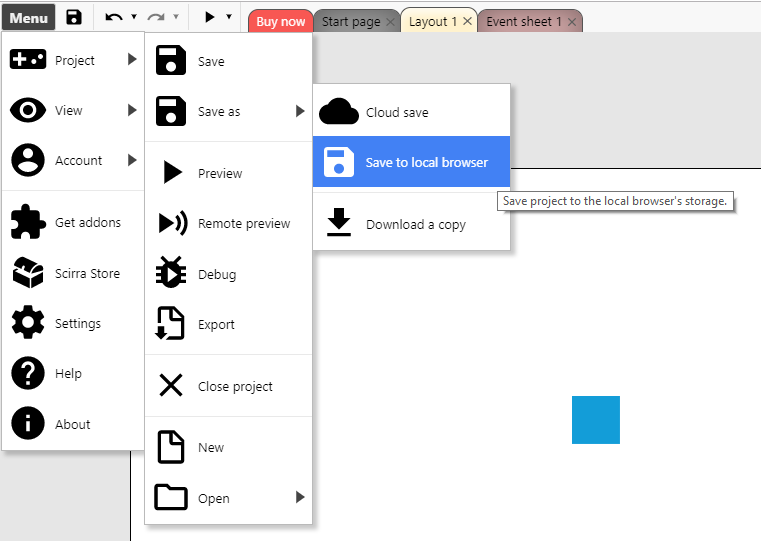 Menu
Buy now
Start page
Layout 1
Event sheet 1
Project
View
Account
Get addons
Scirra Store
Settings
Help
About
Save
Save as
Preview
Remote preview
Debug
Export
Close project
New
Open
Cloud save
Save to local browser
Download a copy
Save project to the local browser's storage.